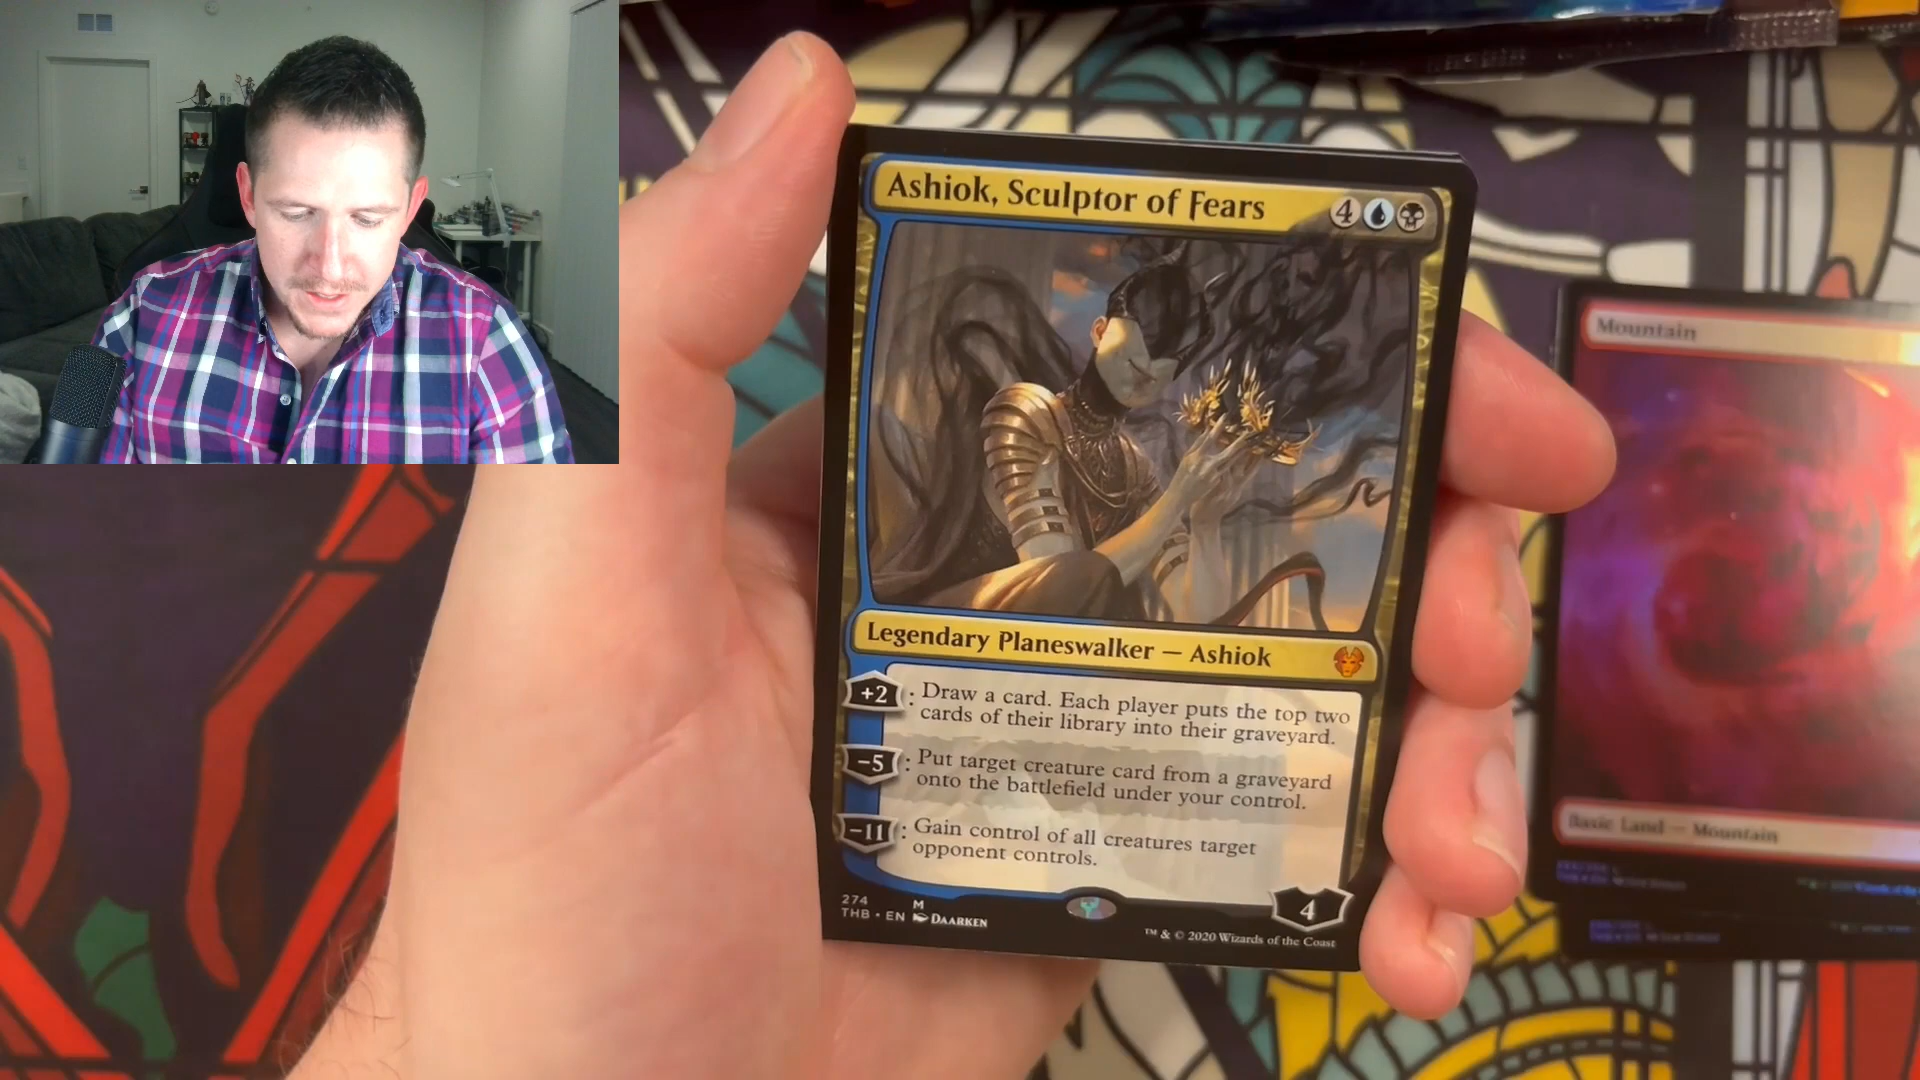 Ashiok, Sculptor of Fears 4
Legendary Planeswalker — Ashiok
+2 : Draw a card. Each player puts the top two
cards of their library into their graveyard.
−5 : Put target creature card from a graveyard
onto the battlefield under your control.
−11 : Gain control of all creatures target
opponent controls.
4
274 M
THB • EN DAARKEN
™ & © 2020 Wizards of the Coast
Mountain
Basic Land — Mountain